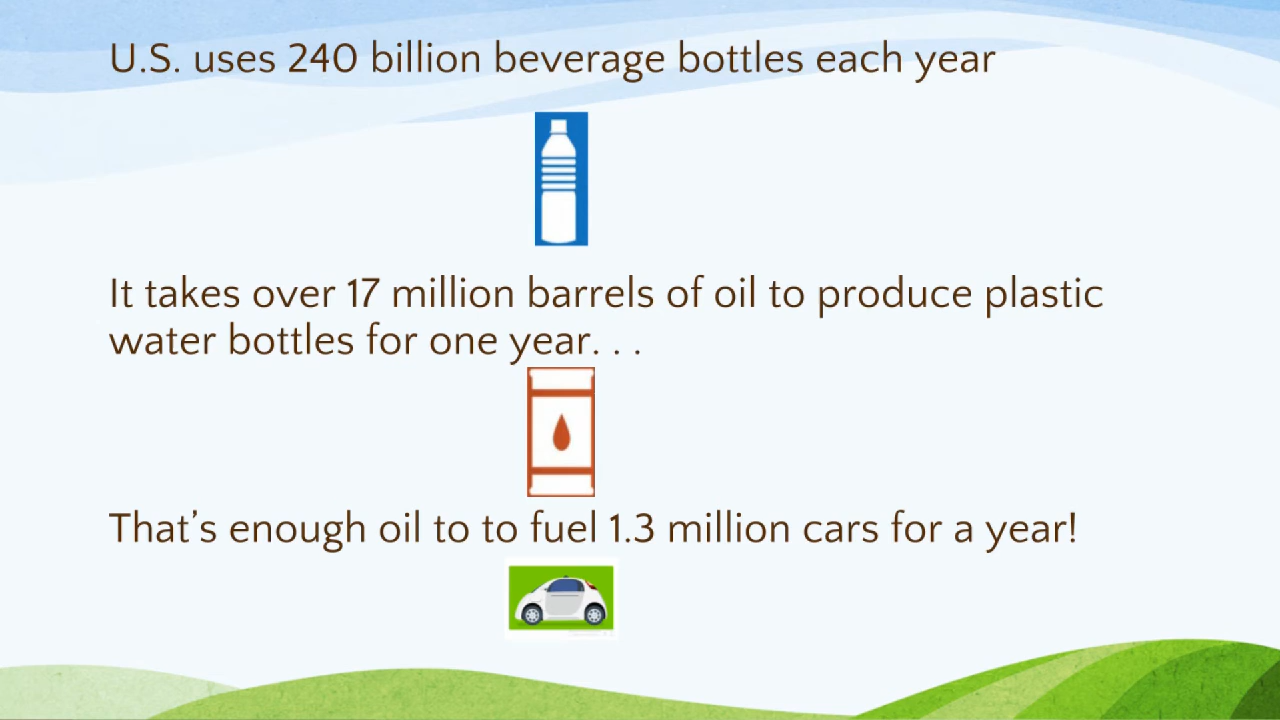 U.S. uses 240 billion beverage bottles each year
It takes over 17 million barrels of oil to produce plastic
water bottles for one year. . .
That's enough oil to to fuel 1.3 million cars for a year!